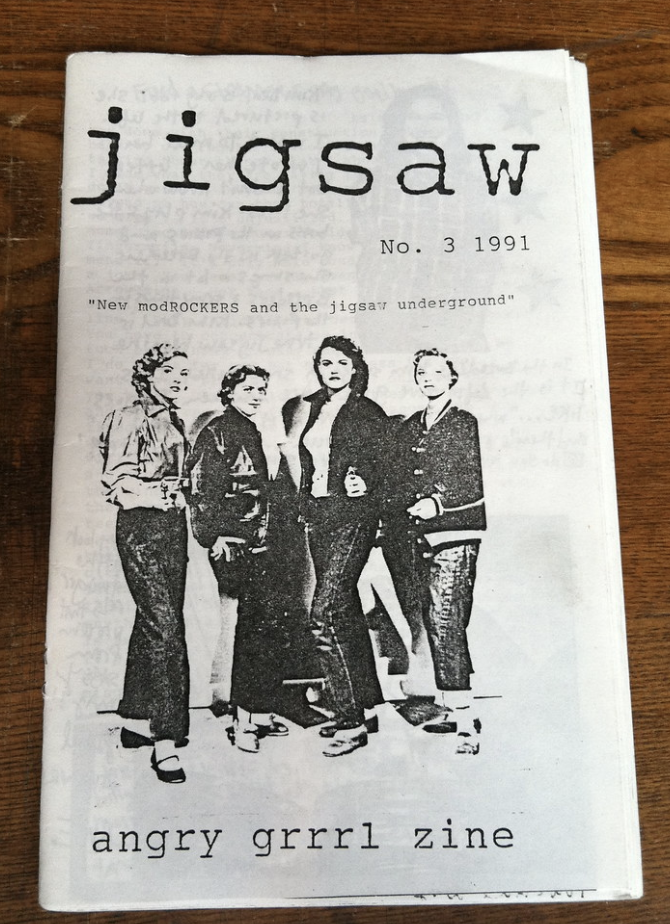 jigsaw
No. 3 1991
"New modROCKERS and the jigsaw underground"
angry grrrl zine